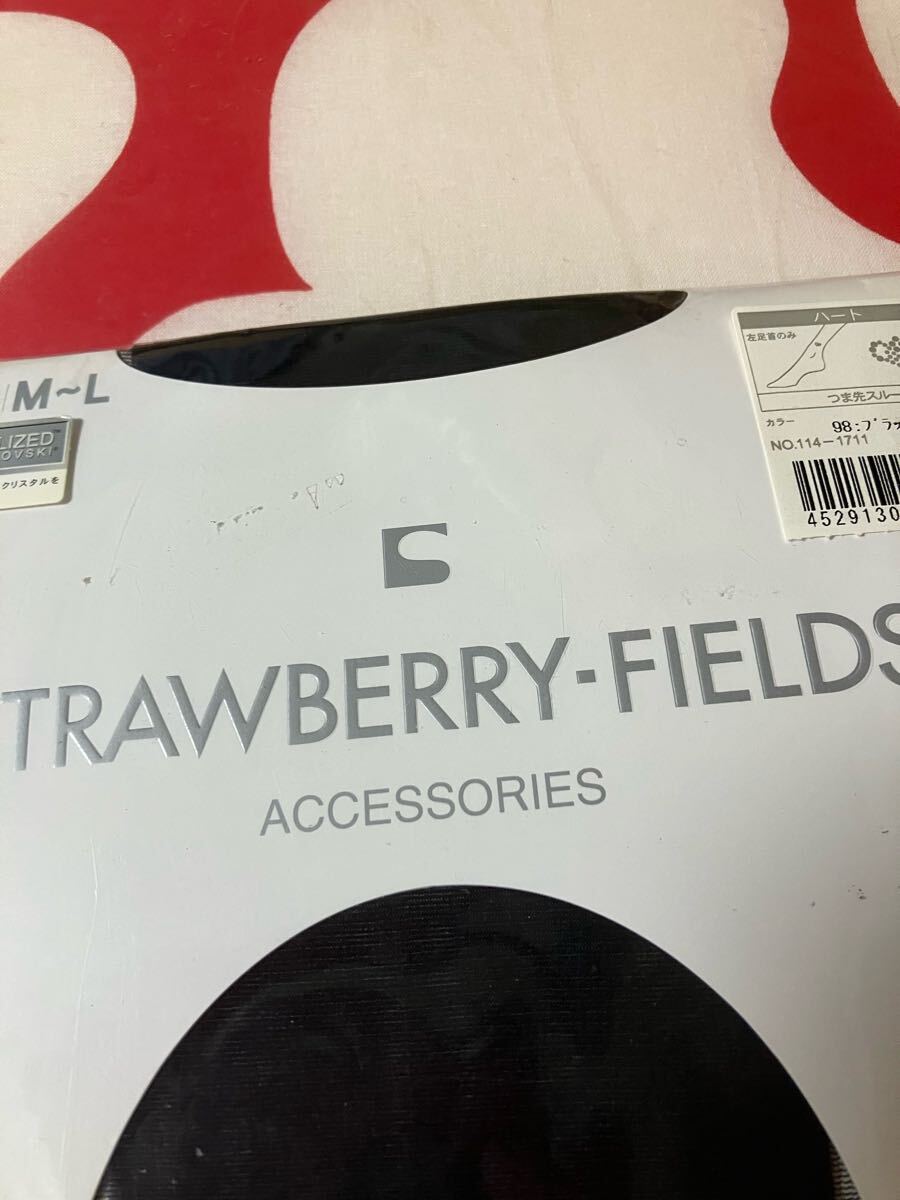 M~L
LIZED™
OVSKI
クリスタルを
ハート
左足首のみ
つま先スルー
カラー 98:ブラ
NO.114-1711
4529130
TRAWBERRY-FIELDS
ACCESSORIES